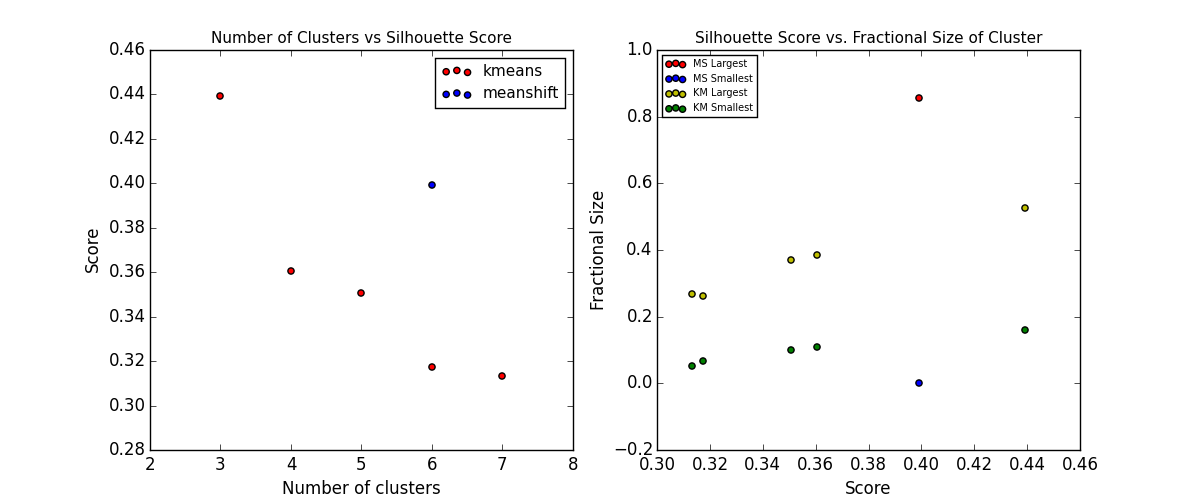 Number of Clusters vs Silhouette Score
0.46
0.44
0.42
0.40
0.38
0.36
0.34
0.32
0.30
0.28
Score
kmeans
meanshift
2 3 4 5 6 7 8
Number of clusters
Silhouette Score vs. Fractional Size of Cluster
1.0
0.8
0.6
0.4
0.2
0.0
−0.2
Fractional Size
MS Largest
MS Smallest
KM Largest
KM Smallest
0.30 0.32 0.34 0.36 0.38 0.40 0.42 0.44 0.46
Score